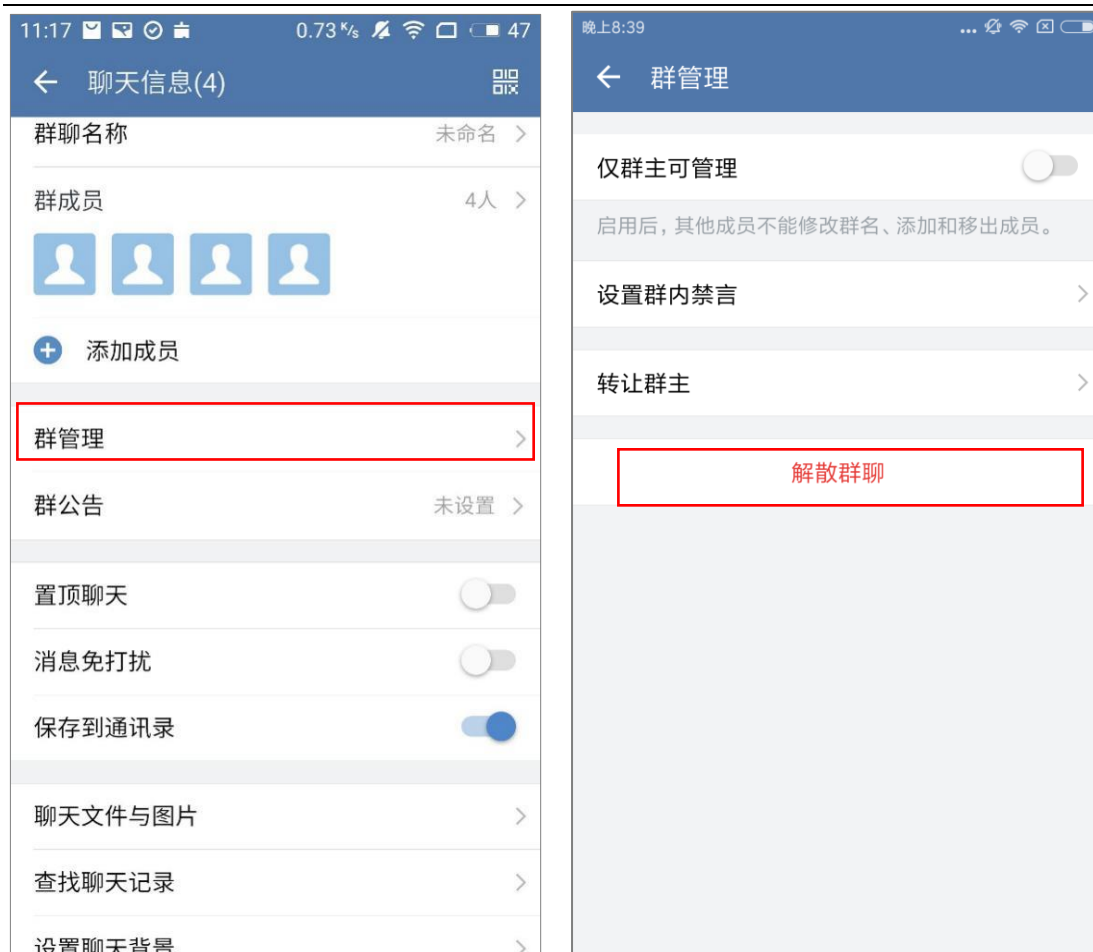 11:17 0.73 K/s 47
聊天信息(4)
群聊名称 未命名
群成员 4人
添加成员
群管理
群公告 未设置
置顶聊天
消息免打扰
保存到通讯录
聊天文件与图片
查找聊天记录
设置聊天背景
晚上8:39
群管理
仅群主可管理
启用后，其他成员不能修改群名、添加和移出成员。
设置群内禁言
转让群主
解散群聊